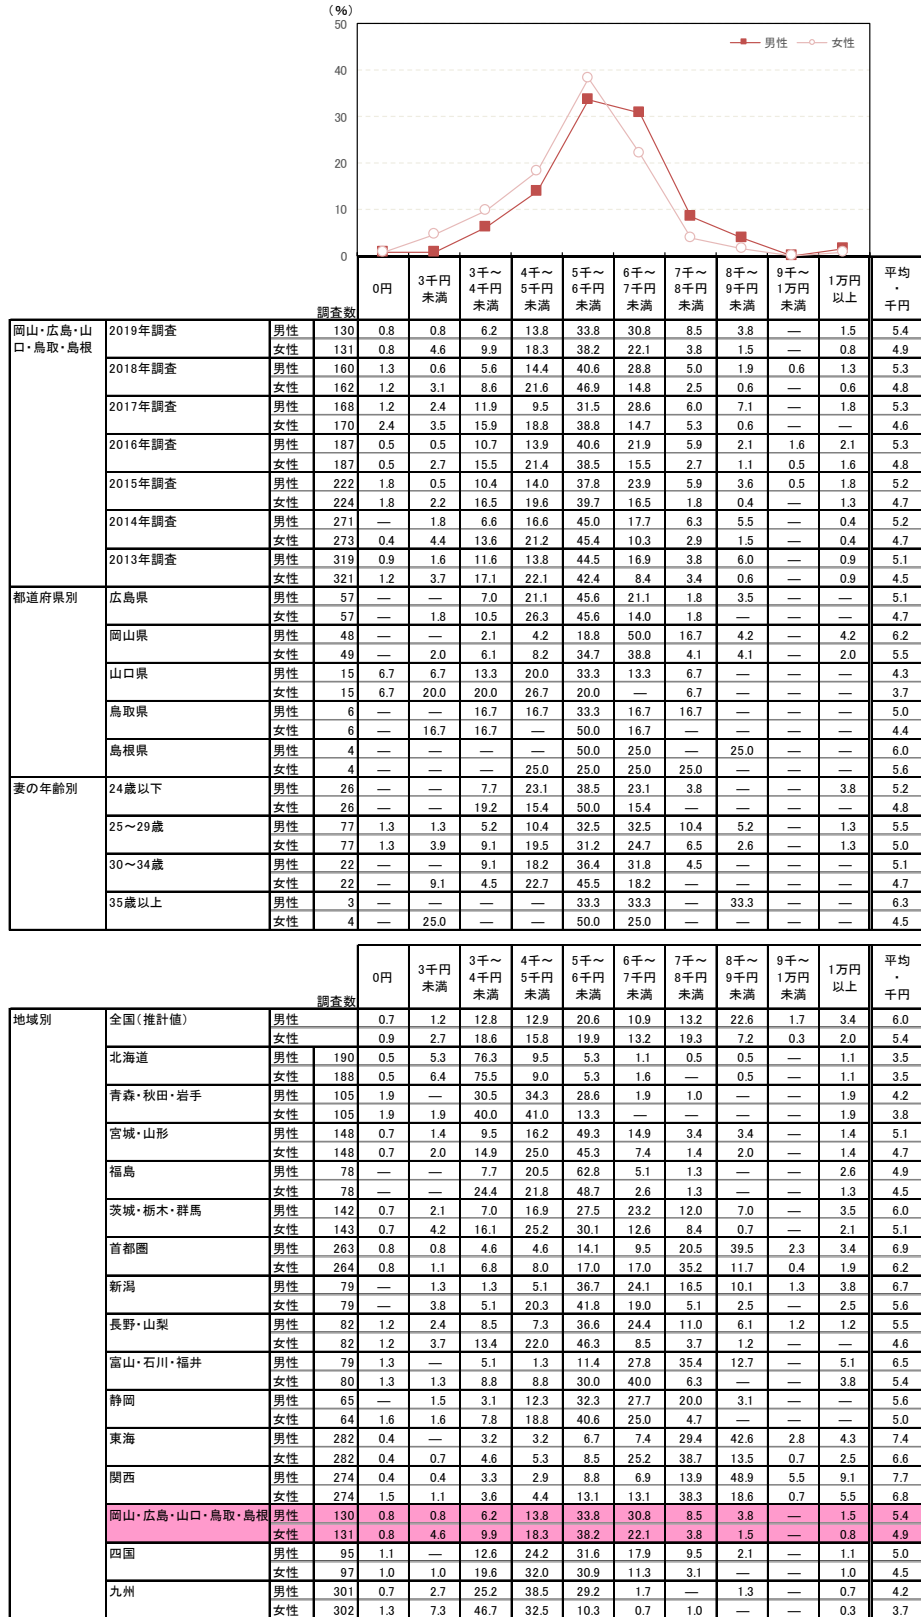 (%)
50
40
30
20
10
0
男性 女性
調査数 0円 3千円未満 3千～4千円未満 4千～5千円未満 5千～6千円未満 6千～7千円未満 7千～8千円未満 8千～9千円未満 9千～1万円未満 1万円以上 平均・千円
岡山・広島・山口・鳥取・島根 2019年調査 男性 130 0.8 0.8 6.2 13.8 33.8 30.8 8.5 3.8 — 1.5 5.4
女性 131 0.8 4.6 9.9 18.3 38.2 22.1 3.8 1.5 — 0.8 4.9
2018年調査 男性 160 1.3 0.6 5.6 14.4 40.6 28.8 5.0 1.9 0.6 1.3 5.3
女性 162 1.2 3.1 8.6 21.6 46.9 14.8 2.5 0.6 — 0.6 4.8
2017年調査 男性 168 1.2 2.4 11.9 9.5 31.5 28.6 6.0 7.1 — 1.8 5.3
女性 170 2.4 3.5 15.9 18.8 38.8 14.7 5.3 0.6 — — 4.6
2016年調査 男性 187 0.5 0.5 10.7 13.9 40.6 21.9 5.9 2.1 1.6 2.1 5.3
女性 187 0.5 2.7 15.5 21.4 38.5 15.5 2.7 1.1 0.5 1.6 4.8
2015年調査 男性 222 1.8 0.5 10.4 14.0 37.8 23.9 5.9 3.6 0.5 1.8 5.2
女性 224 1.8 2.2 16.5 19.6 39.7 16.5 1.8 0.4 — 1.3 4.7
2014年調査 男性 271 — 1.8 6.6 16.6 45.0 17.7 6.3 5.5 — 0.4 5.2
女性 273 0.4 4.4 13.6 21.2 45.4 10.3 2.9 1.5 — 0.4 4.7
2013年調査 男性 319 0.9 1.6 11.6 13.8 44.5 16.9 3.8 6.0 — 0.9 5.1
女性 321 1.2 3.7 17.1 22.1 42.4 8.4 3.4 0.6 — 0.9 4.5
都道府県別 広島県 男性 57 — — 7.0 21.1 45.6 21.1 1.8 3.5 — — 5.1
女性 57 — 1.8 10.5 26.3 45.6 14.0 1.8 — — — 4.7
岡山県 男性 48 — — 2.1 4.2 18.8 50.0 16.7 4.2 — 4.2 6.2
女性 49 — 2.0 6.1 8.2 34.7 38.8 4.1 4.1 — 2.0 5.5
山口県 男性 15 6.7 6.7 13.3 20.0 33.3 13.3 6.7 — — — 4.3
女性 15 6.7 20.0 20.0 26.7 20.0 — 6.7 — — — 3.7
鳥取県 男性 6 — — 16.7 16.7 33.3 16.7 16.7 — — — 5.0
女性 6 — 16.7 16.7 — 50.0 16.7 — — — — 4.4
島根県 男性 4 — — — — 50.0 25.0 — 25.0 — — 6.0
女性 4 — — — 25.0 25.0 25.0 25.0 — — — 5.6
妻の年齢別 24歳以下 男性 26 — — 7.7 23.1 38.5 23.1 3.8 — — 3.8 5.2
女性 26 — — 19.2 15.4 50.0 15.4 — — — — 4.8
25～29歳 男性 77 1.3 1.3 5.2 10.4 32.5 32.5 10.4 5.2 — 1.3 5.5
女性 77 1.3 3.9 9.1 19.5 31.2 24.7 6.5 2.6 — 1.3 5.0
30～34歳 男性 22 — — 9.1 18.2 36.4 31.8 4.5 — — — 5.1
女性 22 — 9.1 4.5 22.7 45.5 18.2 — — — — 4.7
35歳以上 男性 3 — — — — 33.3 33.3 — 33.3 — — 6.3
女性 4 — 25.0 — — 50.0 25.0 — — — — 4.5
調査数 0円 3千円未満 3千～4千円未満 4千～5千円未満 5千～6千円未満 6千～7千円未満 7千～8千円未満 8千～9千円未満 9千～1万円未満 1万円以上 平均・千円
地域別 全国(推計値) 男性 0.7 1.2 12.8 12.9 20.6 10.9 13.2 22.6 1.7 3.4 6.0
女性 0.9 2.7 18.6 15.8 19.9 13.2 19.3 7.2 0.3 2.0 5.4
北海道 男性 190 0.5 5.3 76.3 9.5 5.3 1.1 0.5 0.5 — 1.1 3.5
女性 188 0.5 6.4 75.5 9.0 5.3 1.6 — 0.5 — 1.1 3.5
青森・秋田・岩手 男性 105 1.9 — 30.5 34.3 28.6 1.9 1.0 — — 1.9 4.2
女性 105 1.9 1.9 40.0 41.0 13.3 — — — — 1.9 3.8
宮城・山形 男性 148 0.7 1.4 9.5 16.2 49.3 14.9 3.4 3.4 — 1.4 5.1
女性 148 0.7 2.0 14.9 25.0 45.3 7.4 1.4 2.0 — 1.4 4.7
福島 男性 78 — — 7.7 20.5 62.8 5.1 1.3 — — 2.6 4.9
女性 78 — — 24.4 21.8 48.7 2.6 1.3 — — 1.3 4.5
茨城・栃木・群馬 男性 142 0.7 2.1 7.0 16.9 27.5 23.2 12.0 7.0 — 3.5 6.0
女性 143 0.7 4.2 16.1 25.2 30.1 12.6 8.4 0.7 — 2.1 5.1
首都圏 男性 263 0.8 0.8 4.6 4.6 14.1 9.5 20.5 39.5 2.3 3.4 6.9
女性 264 0.8 1.1 6.8 8.0 17.0 17.0 35.2 11.7 0.4 1.9 6.2
新潟 男性 79 — 1.3 1.3 5.1 36.7 24.1 16.5 10.1 1.3 3.8 6.7
女性 79 — 3.8 5.1 20.3 41.8 19.0 5.1 2.5 — 2.5 5.6
長野・山梨 男性 82 1.2 2.4 8.5 7.3 36.6 24.4 11.0 6.1 1.2 1.2 5.5
女性 82 1.2 3.7 13.4 22.0 46.3 8.5 3.7 1.2 — — 4.6
富山・石川・福井 男性 79 1.3 — 5.1 1.3 11.4 27.8 35.4 12.7 — 5.1 6.5
女性 80 1.3 1.3 8.8 8.8 30.0 40.0 6.3 — — 3.8 5.4
静岡 男性 65 — 1.5 3.1 12.3 32.3 27.7 20.0 3.1 — — 5.6
女性 64 1.6 1.6 7.8 18.8 40.6 25.0 4.7 — — — 5.0
東海 男性 282 0.4 — 3.2 3.2 6.7 7.4 29.4 42.6 2.8 4.3 7.4
女性 282 0.4 0.7 4.6 5.3 8.5 25.2 38.7 13.5 0.7 2.5 6.6
関西 男性 274 0.4 0.4 3.3 2.9 8.8 6.9 13.9 48.9 5.5 9.1 7.7
女性 274 1.5 1.1 3.6 4.4 13.1 13.1 38.3 18.6 0.7 5.5 6.8
岡山・広島・山口・鳥取・島根 男性 130 0.8 0.8 6.2 13.8 33.8 30.8 8.5 3.8 — 1.5 5.4
女性 131 0.8 4.6 9.9 18.3 38.2 22.1 3.8 1.5 — 0.8 4.9
四国 男性 95 1.1 — 12.6 24.2 31.6 17.9 9.5 2.1 — 1.1 5.0
女性 97 1.0 1.0 19.6 32.0 30.9 11.3 3.1 — — 1.0 4.5
九州 男性 301 0.7 2.7 25.2 38.5 29.2 1.7 — 1.3 — 0.7 4.2
女性 302 1.3 7.3 46.7 32.5 10.3 0.7 1.0 — — 0.3 3.7